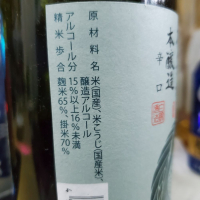 本醸造
辛口
原材料名 米(国産)、米こうじ(国産米)、
醸造アルコール
アルコール分 15%以上16%未満
精米歩合 麹米65%、掛米70%